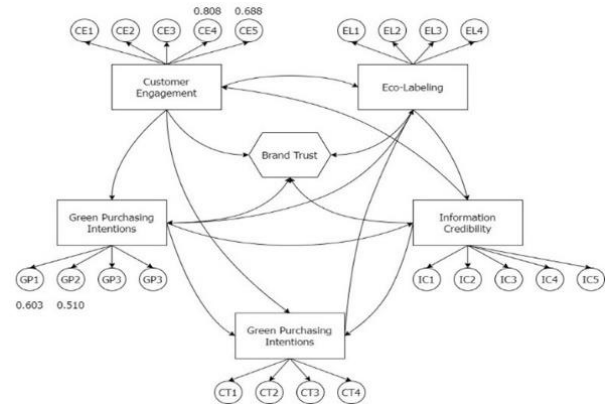 0.808 0.688
CE1 CE2 CE3 CE4 CE5
EL1 EL2 EL3 EL4
Customer
Engagement
Eco-Labeling
Brand Trust
Green Purchasing
Intentions
Information
Credibility
GP1 GP2 GP3 GP3
0.603 0.510
IC1 IC2 IC3 IC4 IC5
Green Purchasing
Intentions
CT1 CT2 CT3 CT4